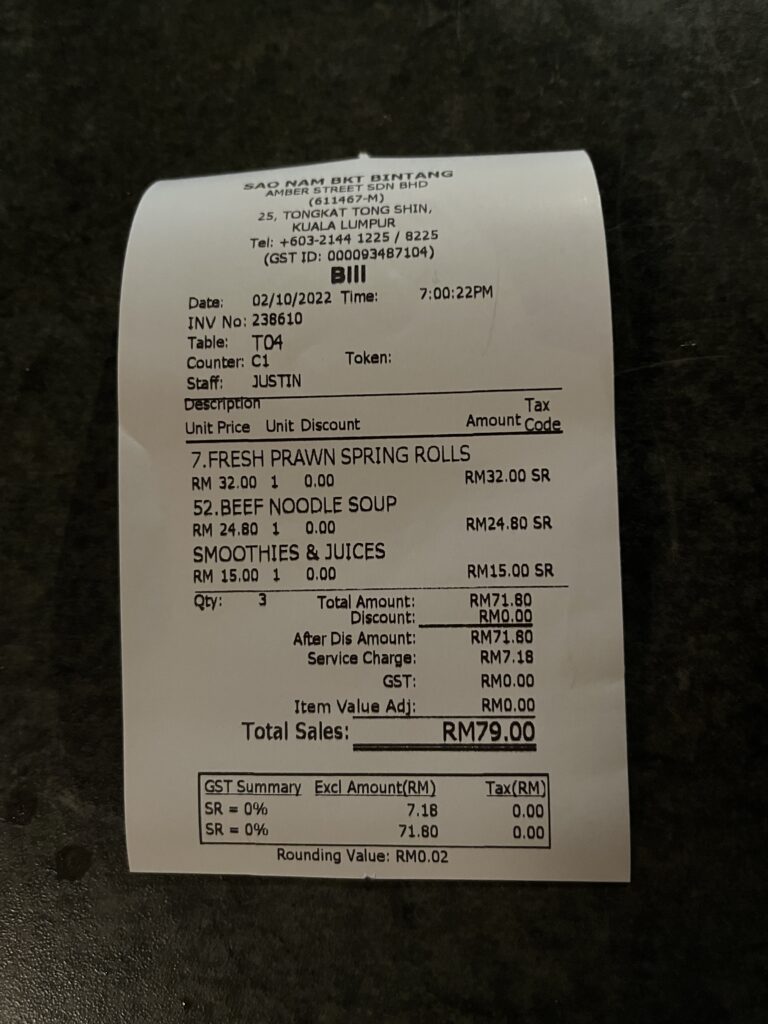 SAO NAM BKT BINTANG
AMBER STREET SDN BHD
(611467-M)
25, TONGKAT TONG SHIN,
KUALA LUMPUR
Tel: +603-2144 1225 / 8225
(GST ID: 000093487104)
BIll
Date: 02/10/2022 Time: 7:00:22PM
INV No: 238610
Table: T04
Counter: C1 Token:
Staff: JUSTIN
Description Tax
Unit Price Unit Discount Amount Code
7.FRESH PRAWN SPRING ROLLS
RM 32.00 1 0.00 RM32.00 SR
52.BEEF NOODLE SOUP
RM 24.80 1 0.00 RM24.80 SR
SMOOTHIES & JUICES
RM 15.00 1 0.00 RM15.00 SR
Qty: 3 Total Amount: RM71.80
Discount: RM0.00
After Dis Amount: RM71.80
Service Charge: RM7.18
GST: RM0.00
Item Value Adj: RM0.00
Total Sales: RM79.00
GST Summary Excl Amount(RM) Tax(RM)
SR = 0% 7.18 0.00
SR = 0% 71.80 0.00
Rounding Value: RM0.02